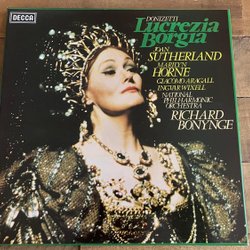 DECCA
DONIZETTI
Lucrezia
Borgia
JOAN
SUTHERLAND
MARILYN
HORNE
GIACOMO ARAGALL
INGVAR WIXELL
NATIONAL
PHILHARMONIC
ORCHESTRA
RICHARD
BONYNGE